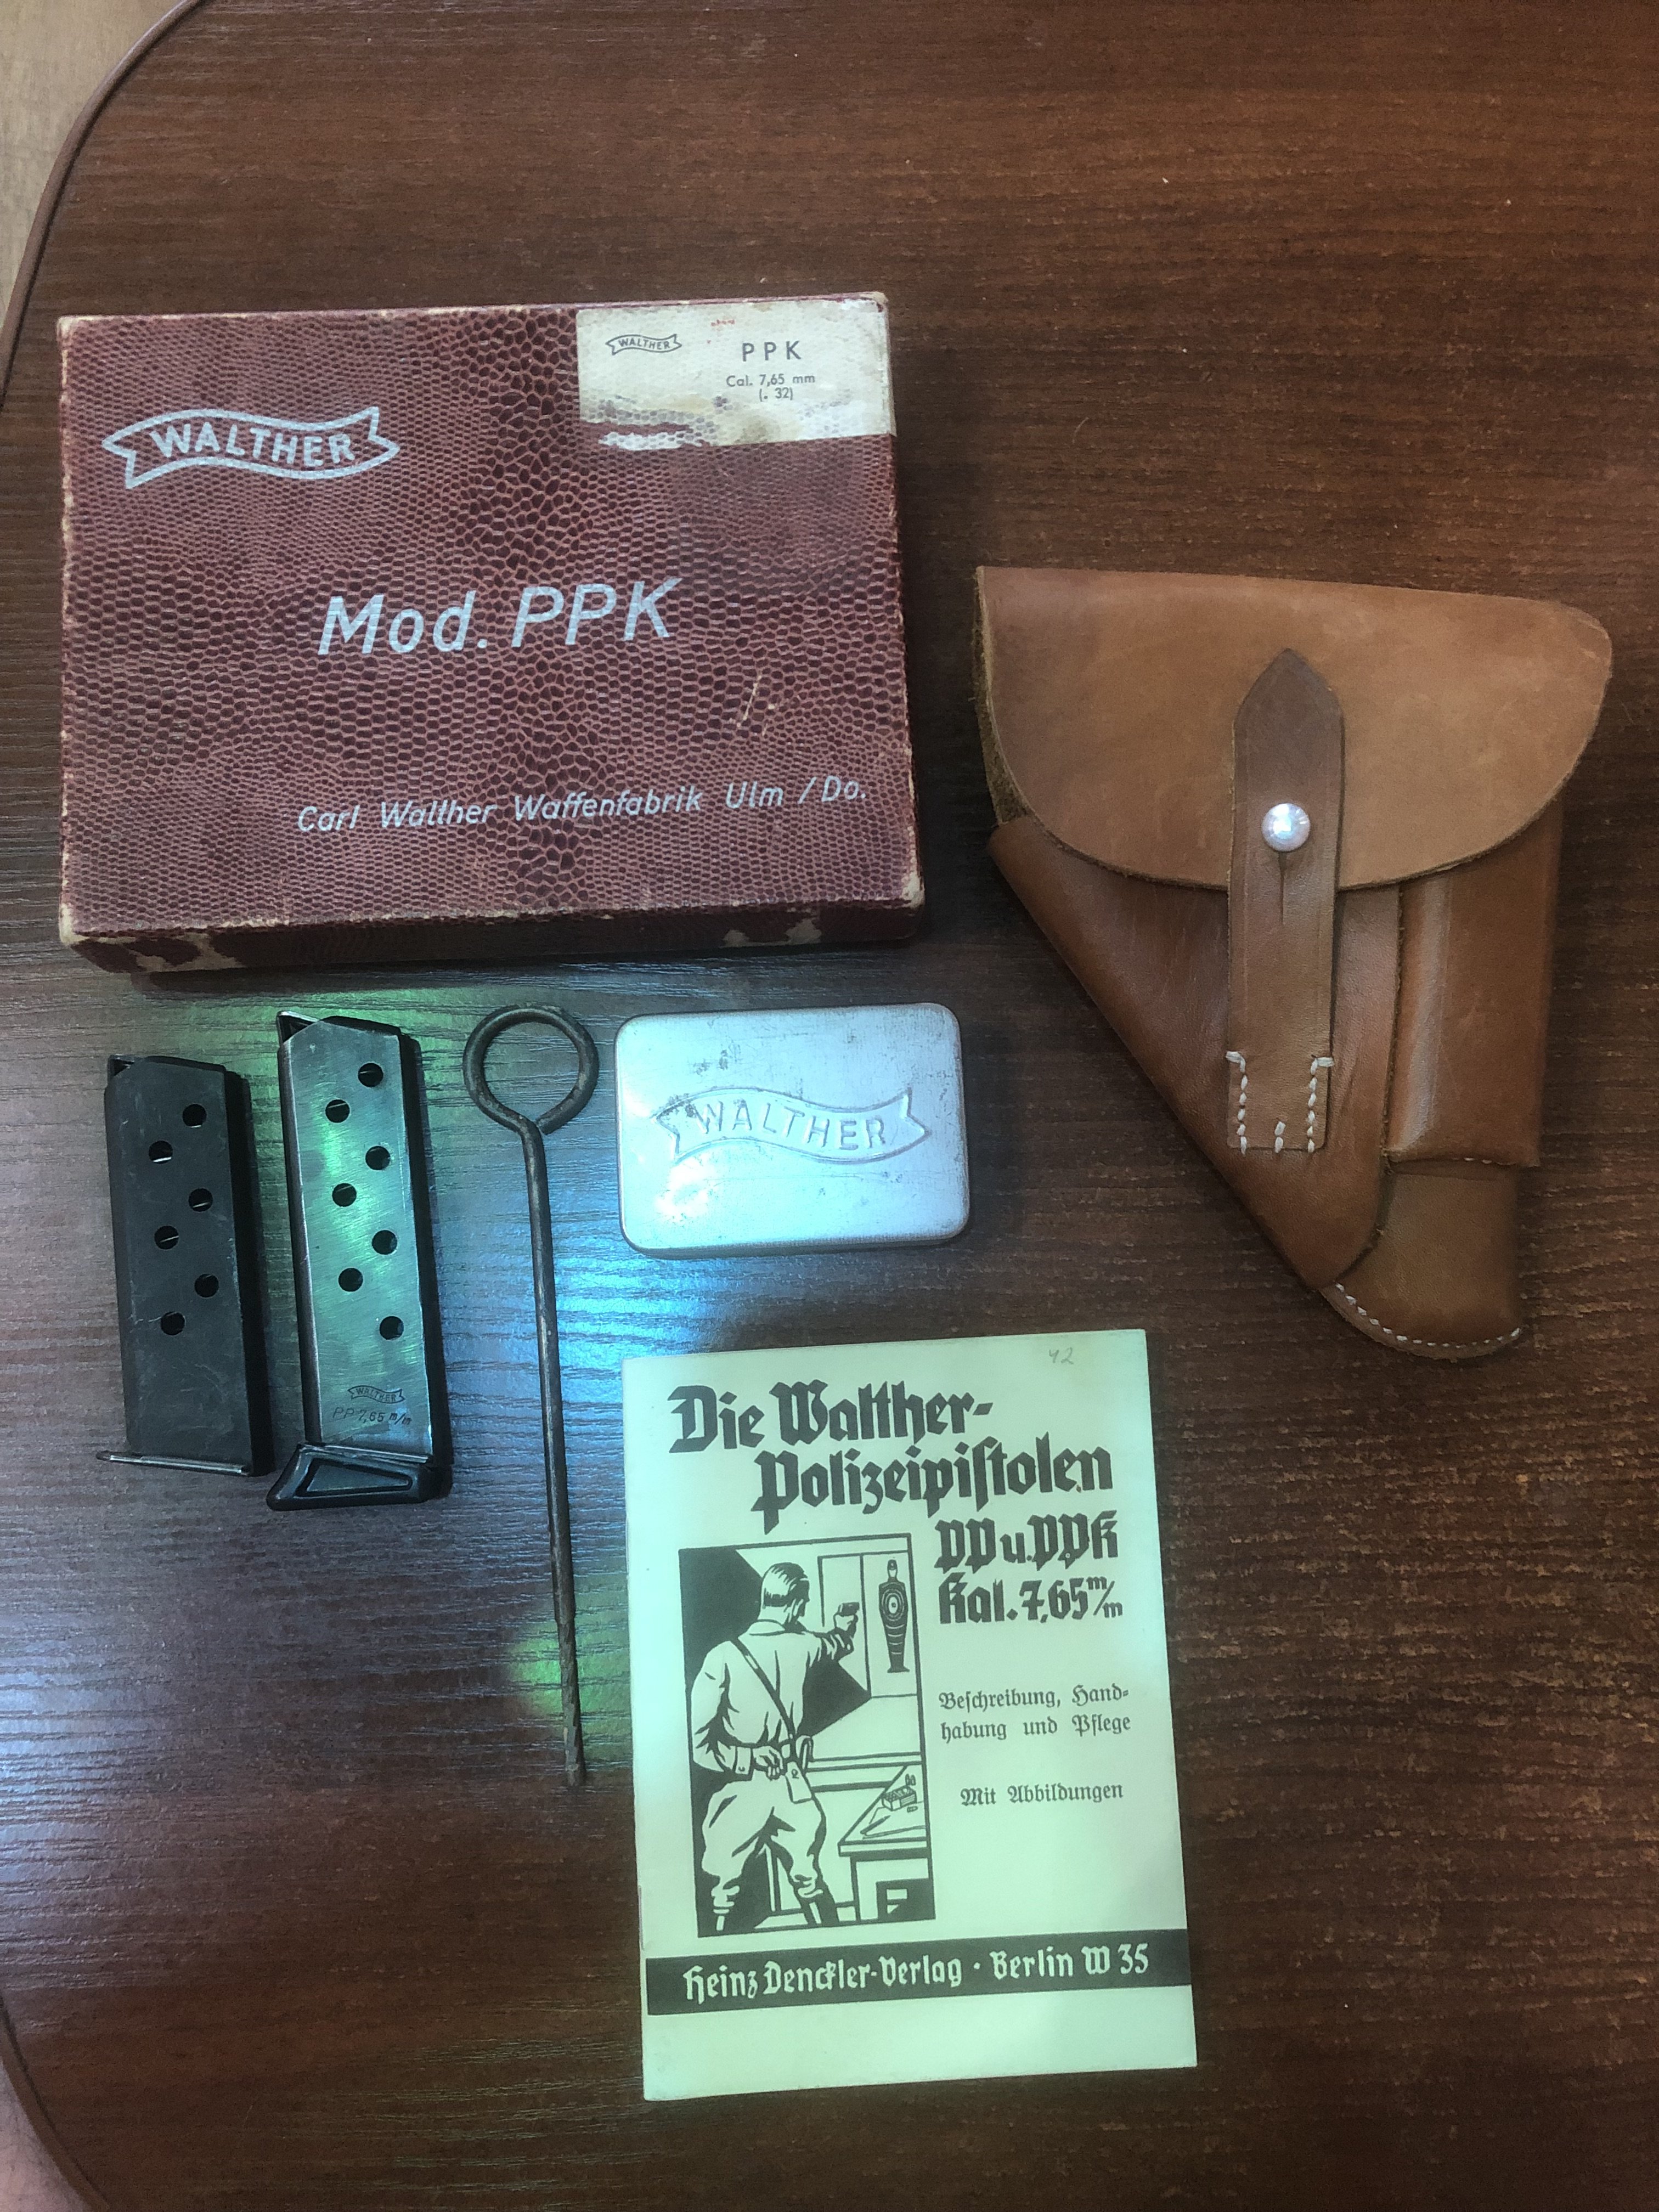 WALTHER
PPK
Cal. 7,65 mm
(. 32)
WALTHER
Mod. PPK
Carl Walther Waffenfabrik Ulm /Do.
WALTHER
WALTHER
PP 7,65 m/m
42
Die Walther-
Polizeipiſtolen
PP u. PPK
Kal. 7,65 m/m
Beſchreibung, Hand-
habung und Pflege
Mit Abbildungen
Heinz Denckler-Verlag · Berlin W 35